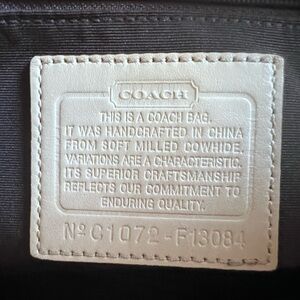 COACH
THIS IS A COACH BAG.
IT WAS HANDCRAFTED IN CHINA
FROM SOFT MILLED COWHIDE.
VARIATIONS ARE A CHARACTERISTIC.
ITS SUPERIOR CRAFTSMANSHIP
REFLECTS OUR COMMITMENT TO
ENDURING QUALITY.
Nº G1072-F13084